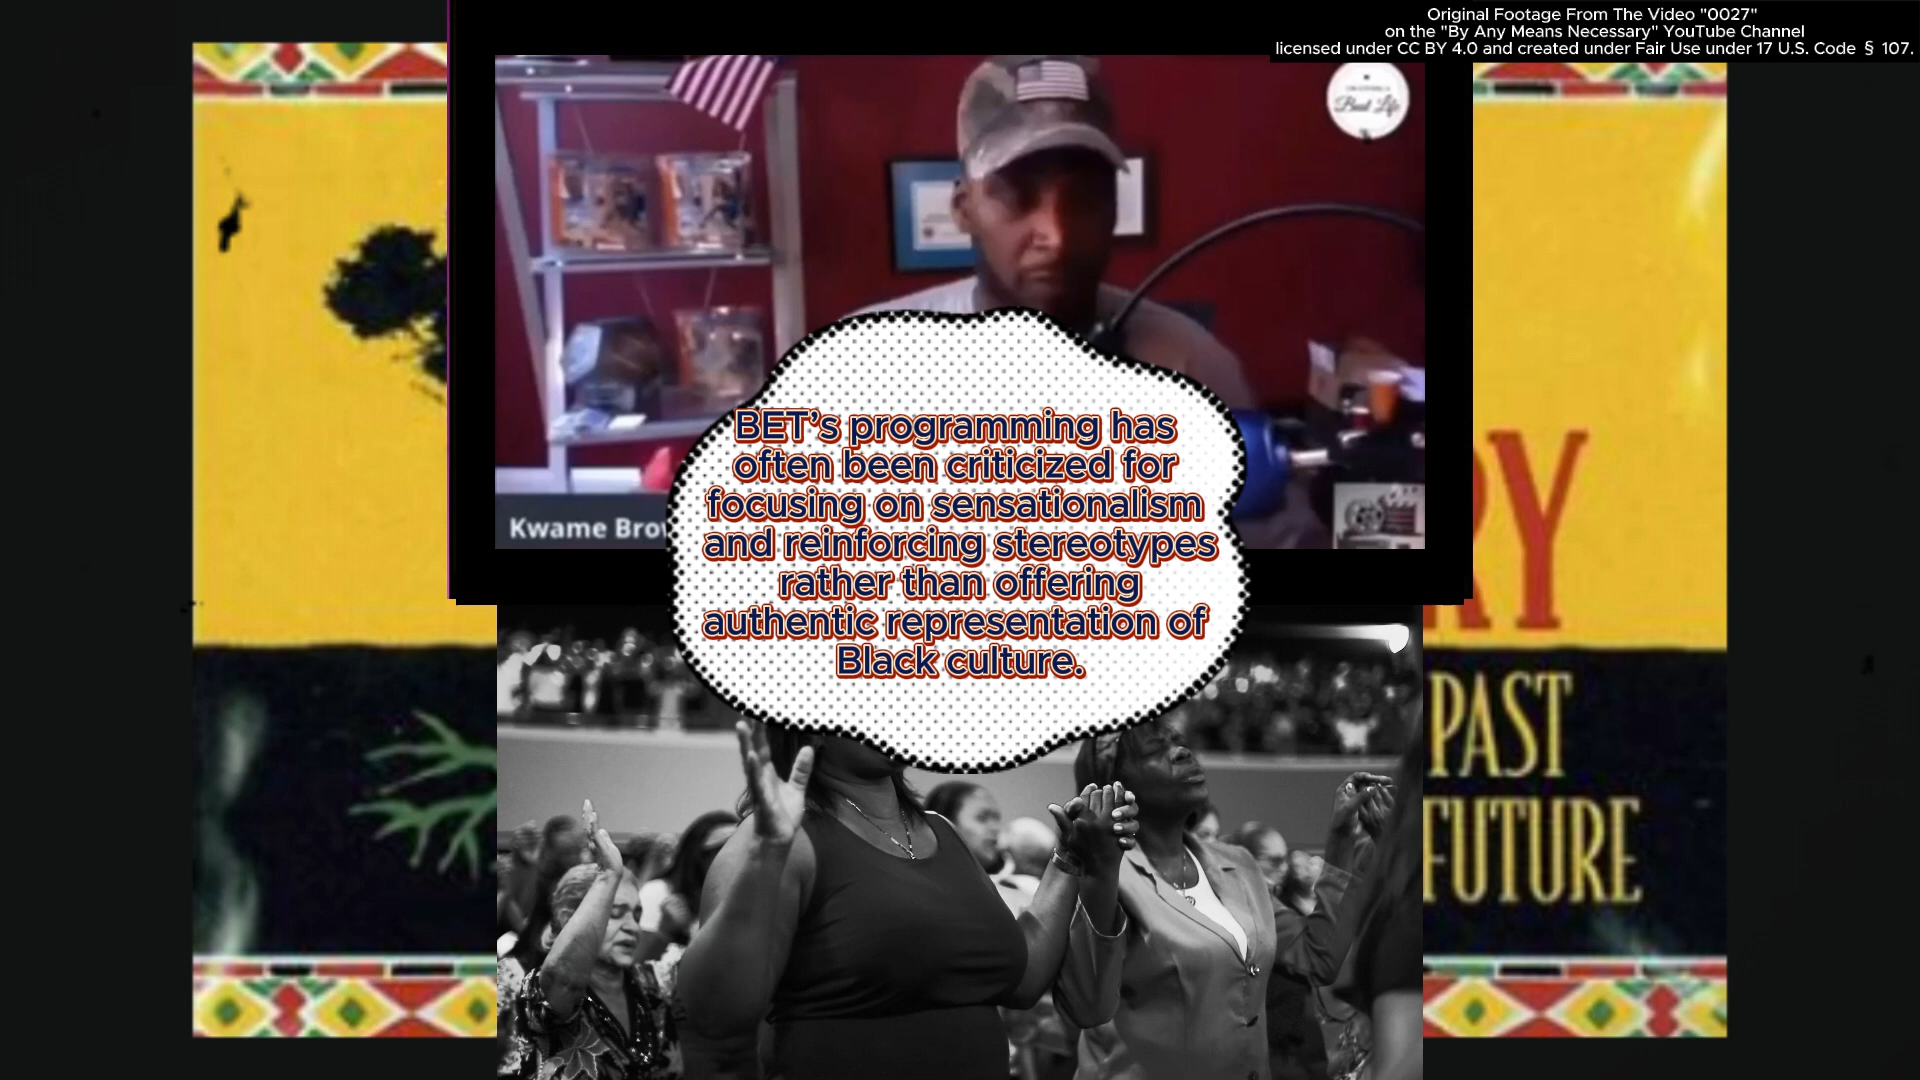 Original Footage From The Video "0027"
on the "By Any Means Necessary" YouTube Channel
licensed under CC BY 4.0 and created under Fair Use under 17 U.S. Code § 107.
Best Life
BET's programming has
often been criticized for
focusing on sensationalism
and reinforcing stereotypes
rather than offering
authentic representation of
Black culture.
Kwame Bro
RY
PAST
FUTURE